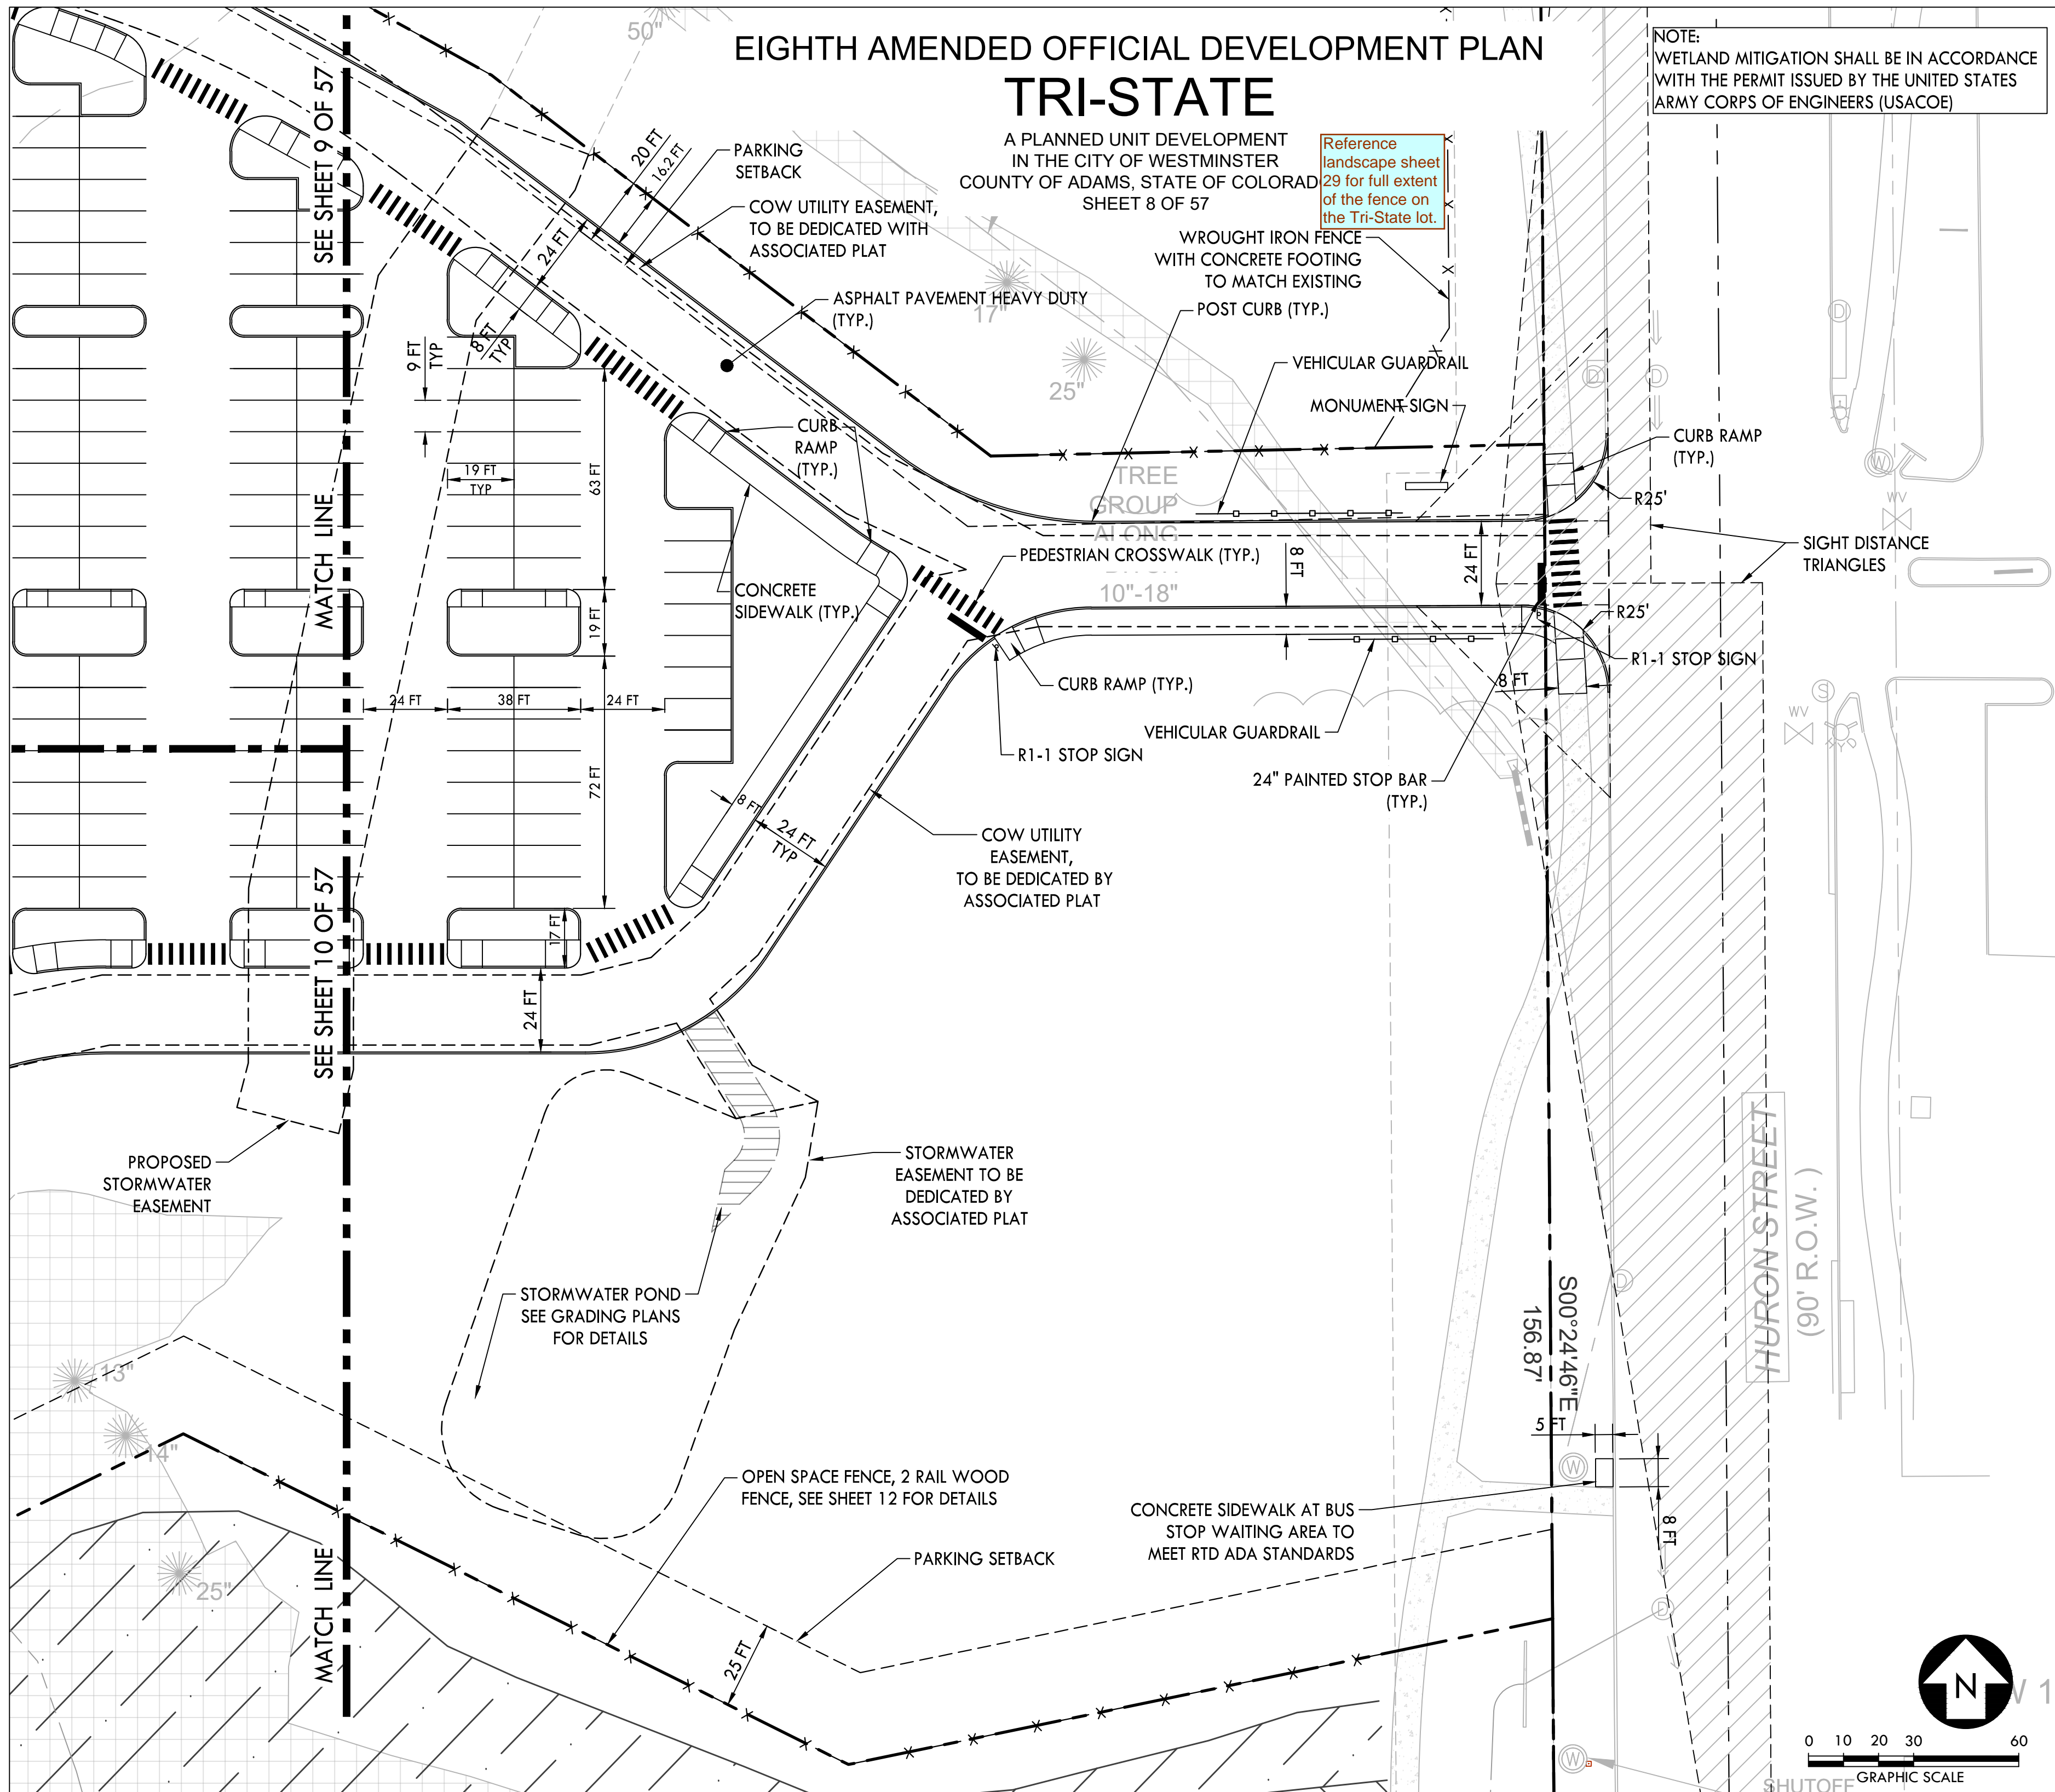 EIGHTH AMENDED OFFICIAL DEVELOPMENT PLAN
TRI-STATE
A PLANNED UNIT DEVELOPMENT
IN THE CITY OF WESTMINSTER
COUNTY OF ADAMS, STATE OF COLORAD
SHEET 8 OF 57
NOTE:
WETLAND MITIGATION SHALL BE IN ACCORDANCE
WITH THE PERMIT ISSUED BY THE UNITED STATES
ARMY CORPS OF ENGINEERS (USACOE)
Reference
landscape sheet
29 for full extent
of the fence on
the Tri-State lot.
50"
SEE SHEET 9 OF 57
20 FT
16.2 FT
PARKING
SETBACK
COW UTILITY EASEMENT,
TO BE DEDICATED WITH
ASSOCIATED PLAT
24 FT
WROUGHT IRON FENCE
WITH CONCRETE FOOTING
TO MATCH EXISTING
17"
ASPHALT PAVEMENT HEAVY DUTY
(TYP.)
POST CURB (TYP.)
8 FT
TYP
9 FT
TYP
25"
VEHICULAR GUARDRAIL
MONUMENT SIGN
CURB
RAMP
(TYP.)
CURB RAMP
(TYP.)
19 FT
TYP
63 FT
TREE
GROUP
ALONG
10"-18"
R25'
WV
MATCH LINE
PEDESTRIAN CROSSWALK (TYP.)
8 FT
24 FT
SIGHT DISTANCE
TRIANGLES
CONCRETE
SIDEWALK (TYP.)
19 FT
R25'
R1-1 STOP SIGN
CURB RAMP (TYP.)
8 FT
24 FT
38 FT
24 FT
S
WV
VEHICULAR GUARDRAIL
R1-1 STOP SIGN
72 FT
24" PAINTED STOP BAR
(TYP.)
8 FT
24 FT
TYP
COW UTILITY
EASEMENT,
TO BE DEDICATED BY
ASSOCIATED PLAT
SEE SHEET 10 OF 57
17 FT
24 FT
PROPOSED
STORMWATER
EASEMENT
STORMWATER
EASEMENT TO BE
DEDICATED BY
ASSOCIATED PLAT
HURON STREET
(90' R.O.W. )
STORMWATER POND
SEE GRADING PLANS
FOR DETAILS
S00°24'46"E
156.87'
13"
14"
5 FT
W
OPEN SPACE FENCE, 2 RAIL WOOD
FENCE, SEE SHEET 12 FOR DETAILS
CONCRETE SIDEWALK AT BUS
STOP WAITING AREA TO
MEET RTD ADA STANDARDS
8 FT
PARKING SETBACK
25"
MATCH LINE
25 FT
D
N
W 1
0 10 20 30 60
GRAPHIC SCALE
W
SHUTOFF